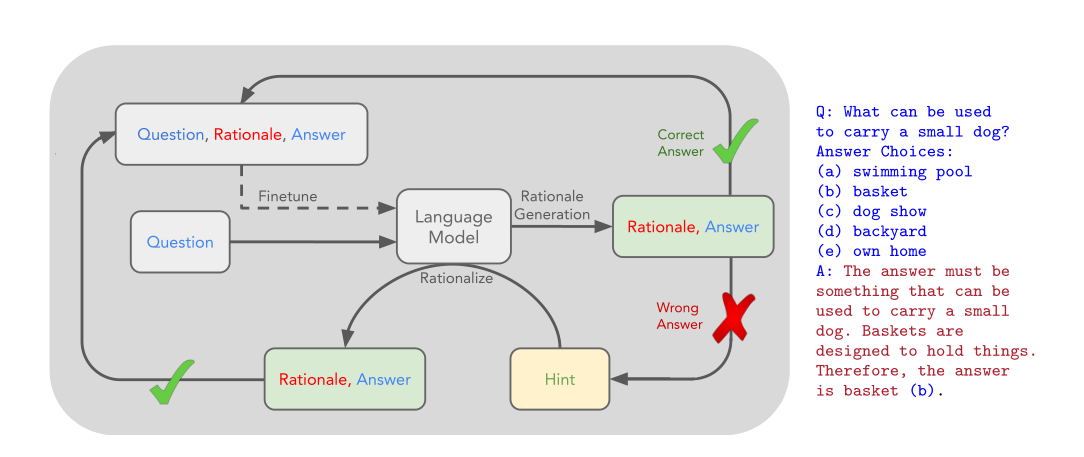 Question, Rationale, Answer
Finetune
Question
Language
Model
Rationale
Generation
Correct
Answer
Rationale, Answer
Wrong
Answer
Rationalize
Rationale, Answer
Hint
Q: What can be used
to carry a small dog?
Answer Choices:
(a) swimming pool
(b) basket
(c) dog show
(d) backyard
(e) own home
A: The answer must be
something that can be
used to carry a small
dog. Baskets are
designed to hold things.
Therefore, the answer
is basket (b).